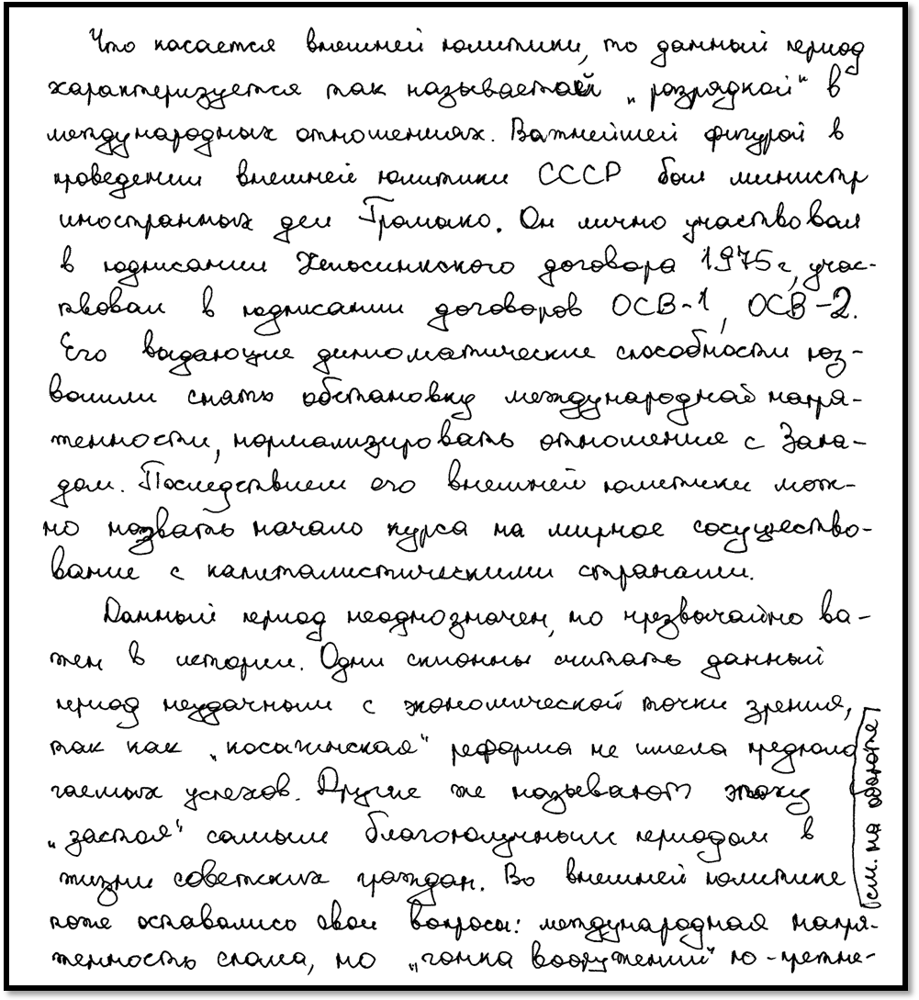 Что касается внешней политики, то данный период
характеризуется так называемой „разрядкой“ в
международных отношениях. Важнейшей фигурой в
проведении внешней политики СССР был министр
иностранных дел Громыко. Он лично участвовал
в подписании Хельсинкского договора 1975г, учас-
твовал в подписании договоров ОСВ-1, ОСВ-2.
Его выдающие дипломатические способности поз-
волили снять обстановку международной напря-
женности, нормализировать отношение с Запа-
дом. Последствием его внешней политики мож-
но назвать начало курса на мирное сосущество-
вание с капиталистическими странами.
Данный период неоднозначен, но чрезвычайно ва-
жен в истории. Одни склонны считать данный
период неудачным с экономической точки зрения,
так как „косыгинская“ реформа не имела предпола
гаемых успехов. Другие же называют эпоху
„застоя“ самым благополучным периодом в
жизни советских граждан. Во внешней политике
тоже оставались свои вопросы: международная напря-
женность спала, но „гонка вооружений“ по-прежне-
(см. на обороте)